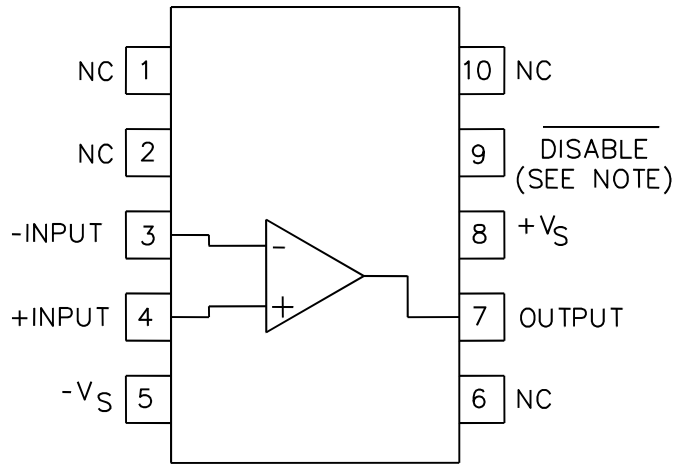 NC 1
10 NC
NC 2
9 DISABLE
(SEE NOTE)
-INPUT 3
-
8 +VS
+INPUT 4
+
7 OUTPUT
-VS 5
6 NC